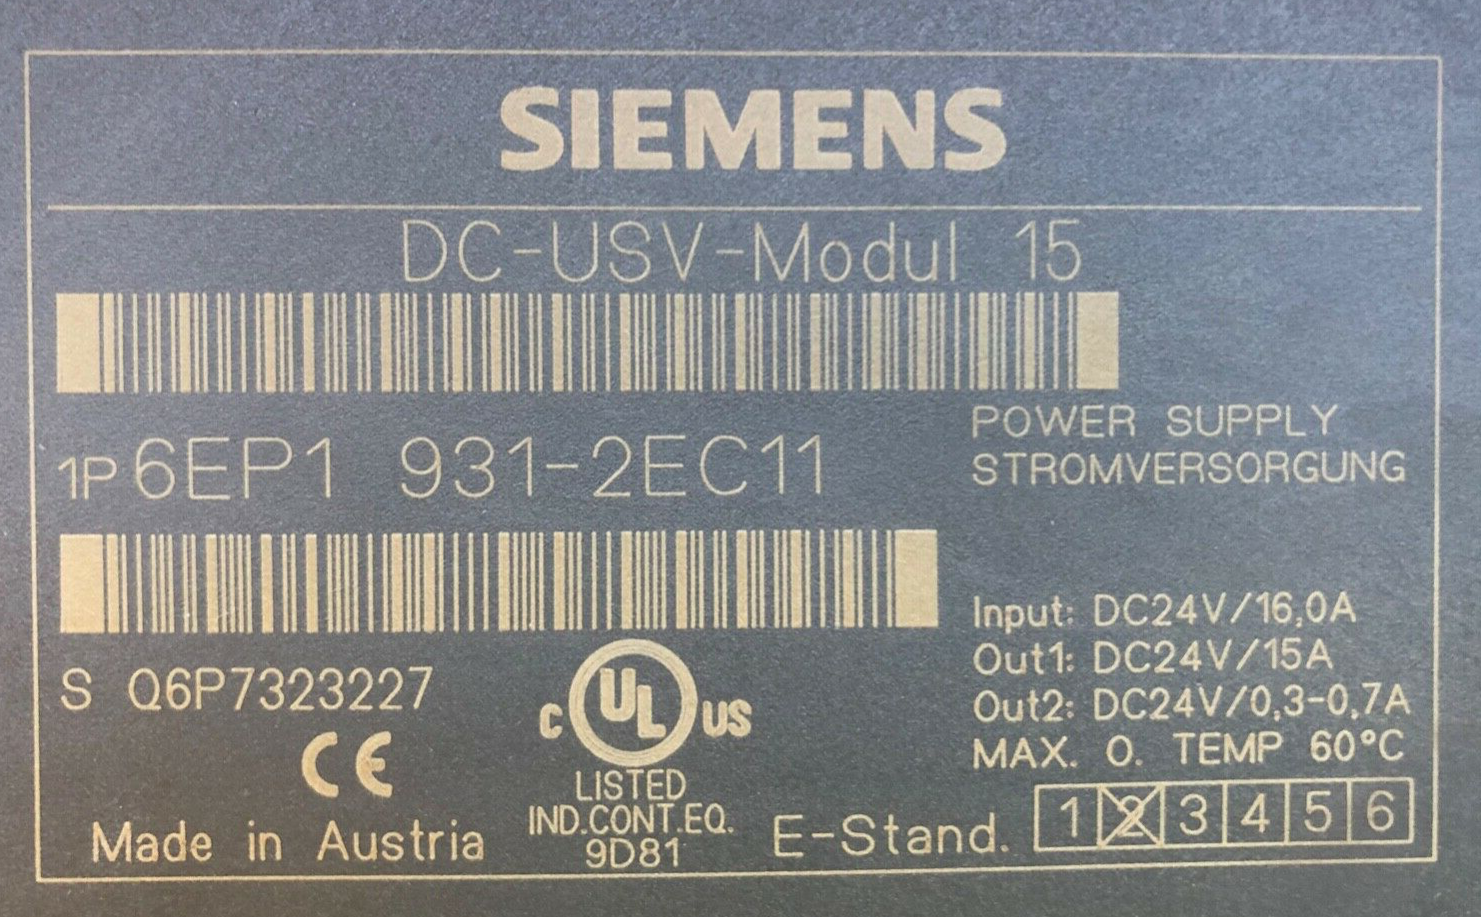 SIEMENS
DC-USV-Modul 15
1P 6EP1 931-2EC11
POWER SUPPLY
STROMVERSORGUNG
S Q6P7323227
Input: DC24V/16,0A
Out1: DC24V/15A
Out2: DC24V/0,3-0,7A
MAX. O. TEMP 60°C
C UL US
LISTED
IND.CONT.EQ.
9D81
CE
Made in Austria
E-Stand. 1 2 3 4 5 6